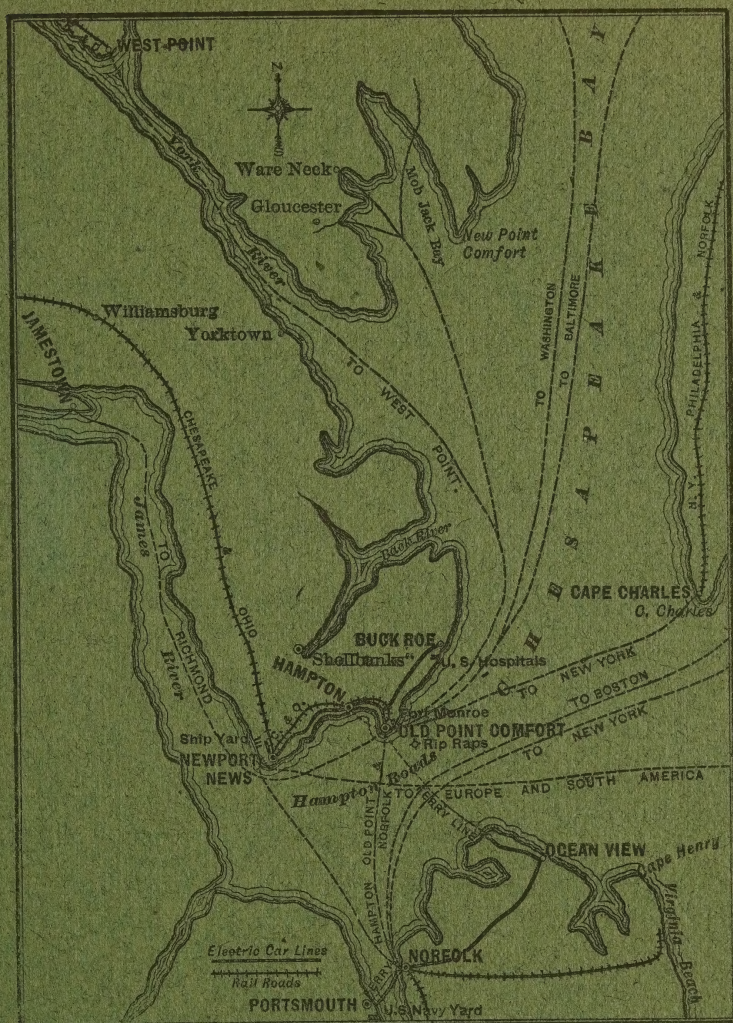 WEST POINT
N
S
York
River
Ware Neck
Gloucester
Mob Jack Bay
New Point
Comfort
CHESAPEAKE BAY
TO WASHINGTON
TO BALTIMORE
N. Y. PHILADELPHIA & NORFOLK
Williamsburg
Yorktown
JAMESTOWN
TO WEST POINT.
CHESAPEAKE & OHIO
James
River
TO RICHMOND
Back River
CAPE CHARLES
C. Charles
BUCK ROE
"Shellbanks"
U. S. Hospitals
HAMPTON
TO NEW YORK
TO BOSTON
TO NEW YORK
Fort Monroe
OLD POINT COMFORT
Rip Raps
Ship Yard
NEWPORT
NEWS
Hampton Roads
TO EUROPE AND SOUTH AMERICA
FERRY LINE
HAMPTON OLD POINT
NORFOLK
OCEAN VIEW
Cape Henry
Virginia Beach
Electric Car Lines
Rail Roads
NORFOLK
FERRY
PORTSMOUTH
U.S. Navy Yard